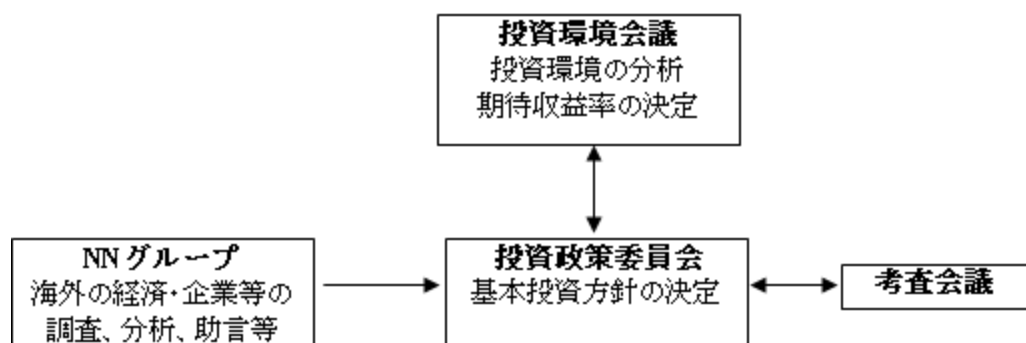 投資環境会議
投資環境の分析
期待収益率の決定
NNグループ
海外の経済・企業等の
調査、分析、助言等
投資政策委員会
基本投資方針の決定
考査会議